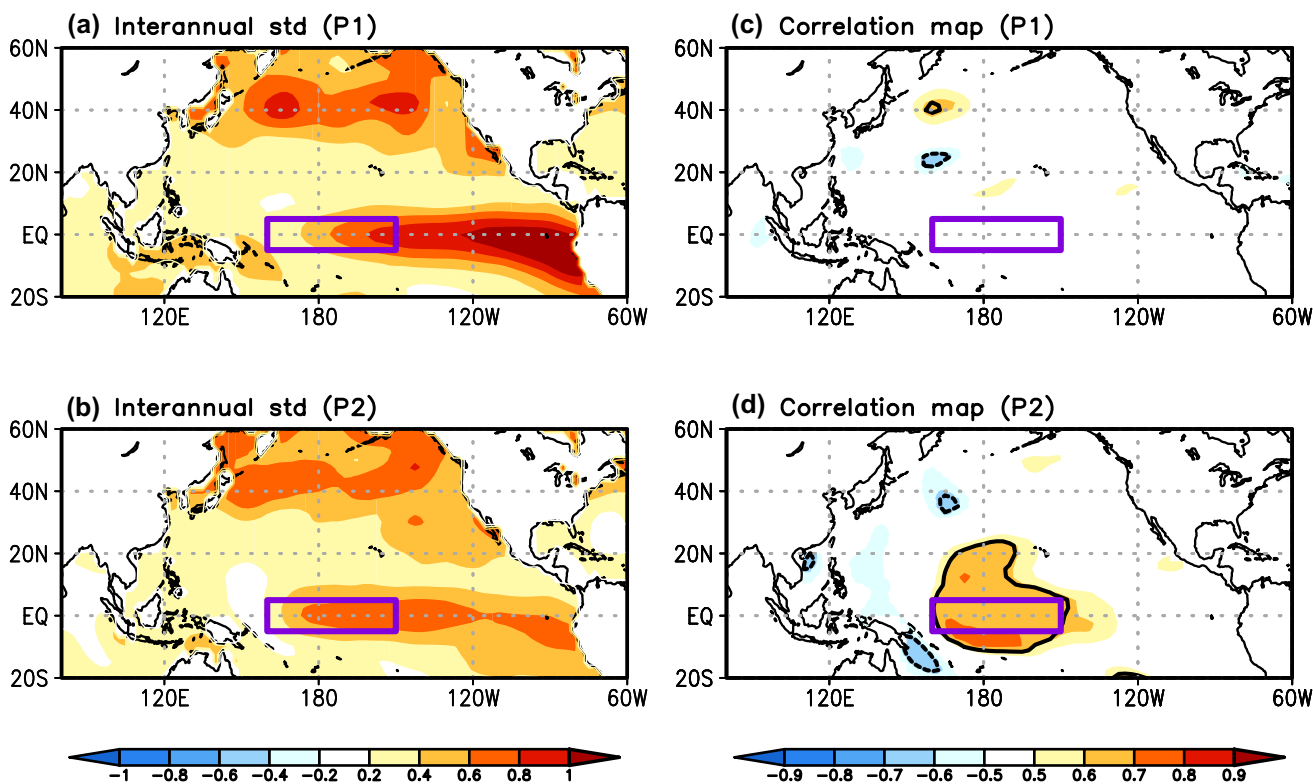 (a) Interannual std (P1)
60N
40N
20N
EQ
20S
120E 180 120W 60W
(c) Correlation map (P1)
60N
40N
20N
EQ
20S
120E 180 120W 60W
(b) Interannual std (P2)
60N
40N
20N
EQ
20S
120E 180 120W 60W
(d) Correlation map (P2)
60N
40N
20N
EQ
20S
120E 180 120W 60W
-1 -0.8 -0.6 -0.4 -0.2 0.2 0.4 0.6 0.8 1
-0.9 -0.8 -0.7 -0.6 -0.5 0.5 0.6 0.7 0.8 0.9